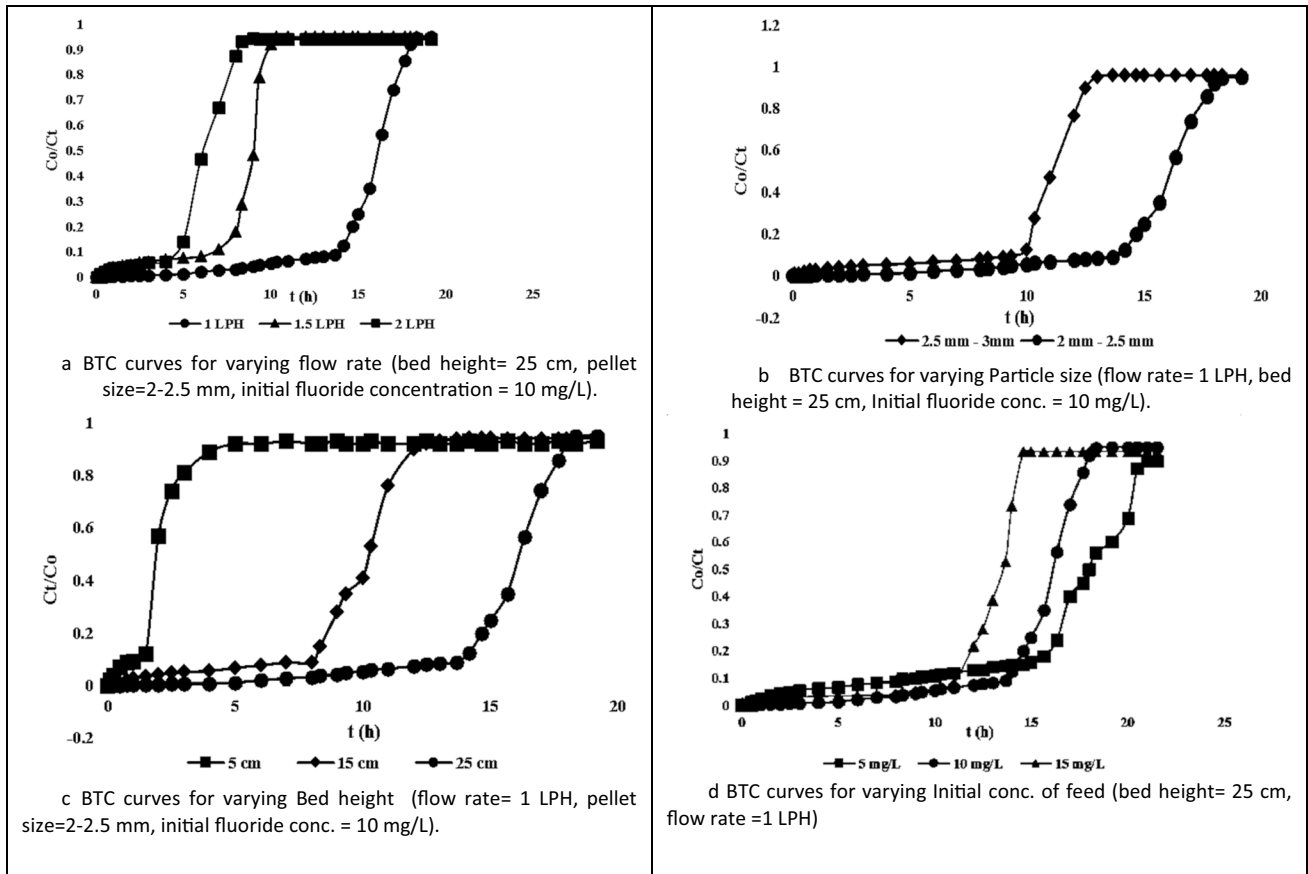 1
0.9
0.8
0.7
0.6
0.5
0.4
0.3
0.2
0.1
0
Co/Ct
0 5 10 15 20 25
t (h)
1 LPH 1.5 LPH 2 LPH
a BTC curves for varying flow rate (bed height= 25 cm, pellet
size=2-2.5 mm, initial fluoride concentration = 10 mg/L).
1.2
1
0.8
0.6
0.4
0.2
0
-0.2
Co/Ct
0 5 10 15 20
t (h)
2.5 mm - 3mm 2 mm - 2.5 mm
b BTC curves for varying Particle size (flow rate= 1 LPH, bed
height = 25 cm, Initial fluoride conc. = 10 mg/L).
1
0.8
0.6
0.4
0.2
0
-0.2
Ct/Co
0 5 10 15 20
t (h)
5 cm 15 cm 25 cm
c BTC curves for varying Bed height (flow rate= 1 LPH, pellet
size=2-2.5 mm, initial fluoride conc. = 10 mg/L).
1
0.9
0.8
0.7
0.6
0.5
0.4
0.3
0.2
0.1
0
Co/Ct
0 5 10 15 20 25
t (h)
5 mg/L 10 mg/L 15 mg/L
d BTC curves for varying Initial conc. of feed (bed height= 25 cm,
flow rate =1 LPH)